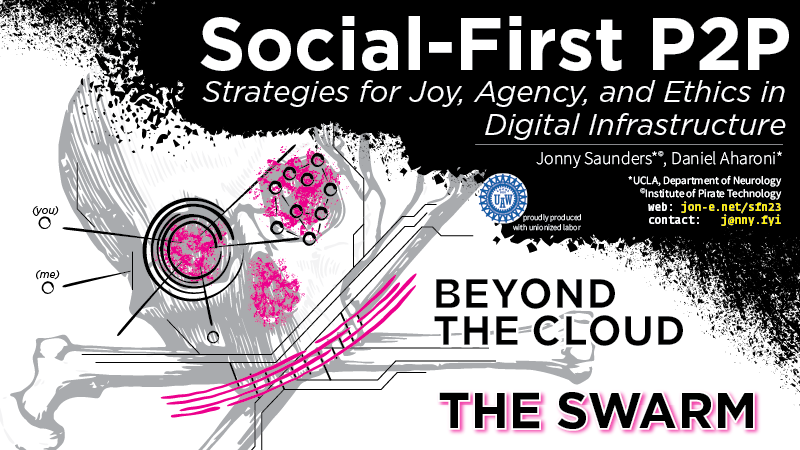 Social-First P2P
Strategies for Joy, Agency, and Ethics in
Digital Infrastructure
Jonny Saunders*©, Daniel Aharoni*
*UCLA, Department of Neurology
©Institute of Pirate Technology
web: jon-e.net/sfn23
contact: j@nny.fyi
UAW
proudly produced
with unionized labor
(you)
(me)
BEYOND
THE CLOUD
THE SWARM